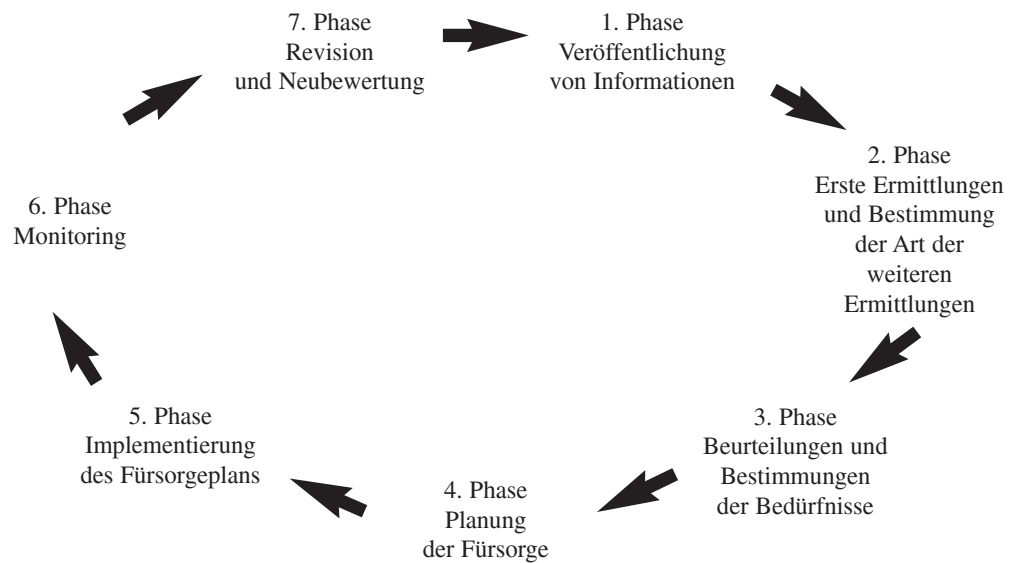 7. Phase
Revision
und Neubewertung
1. Phase
Veröffentlichung
von Informationen
2. Phase
Erste Ermittlungen
und Bestimmung
der Art der
weiteren
Ermittlungen
3. Phase
Beurteilungen und
Bestimmungen
der Bedürfnisse
4. Phase
Planung
der Fürsorge
5. Phase
Implementierung
des Fürsorgeplans
6. Phase
Monitoring